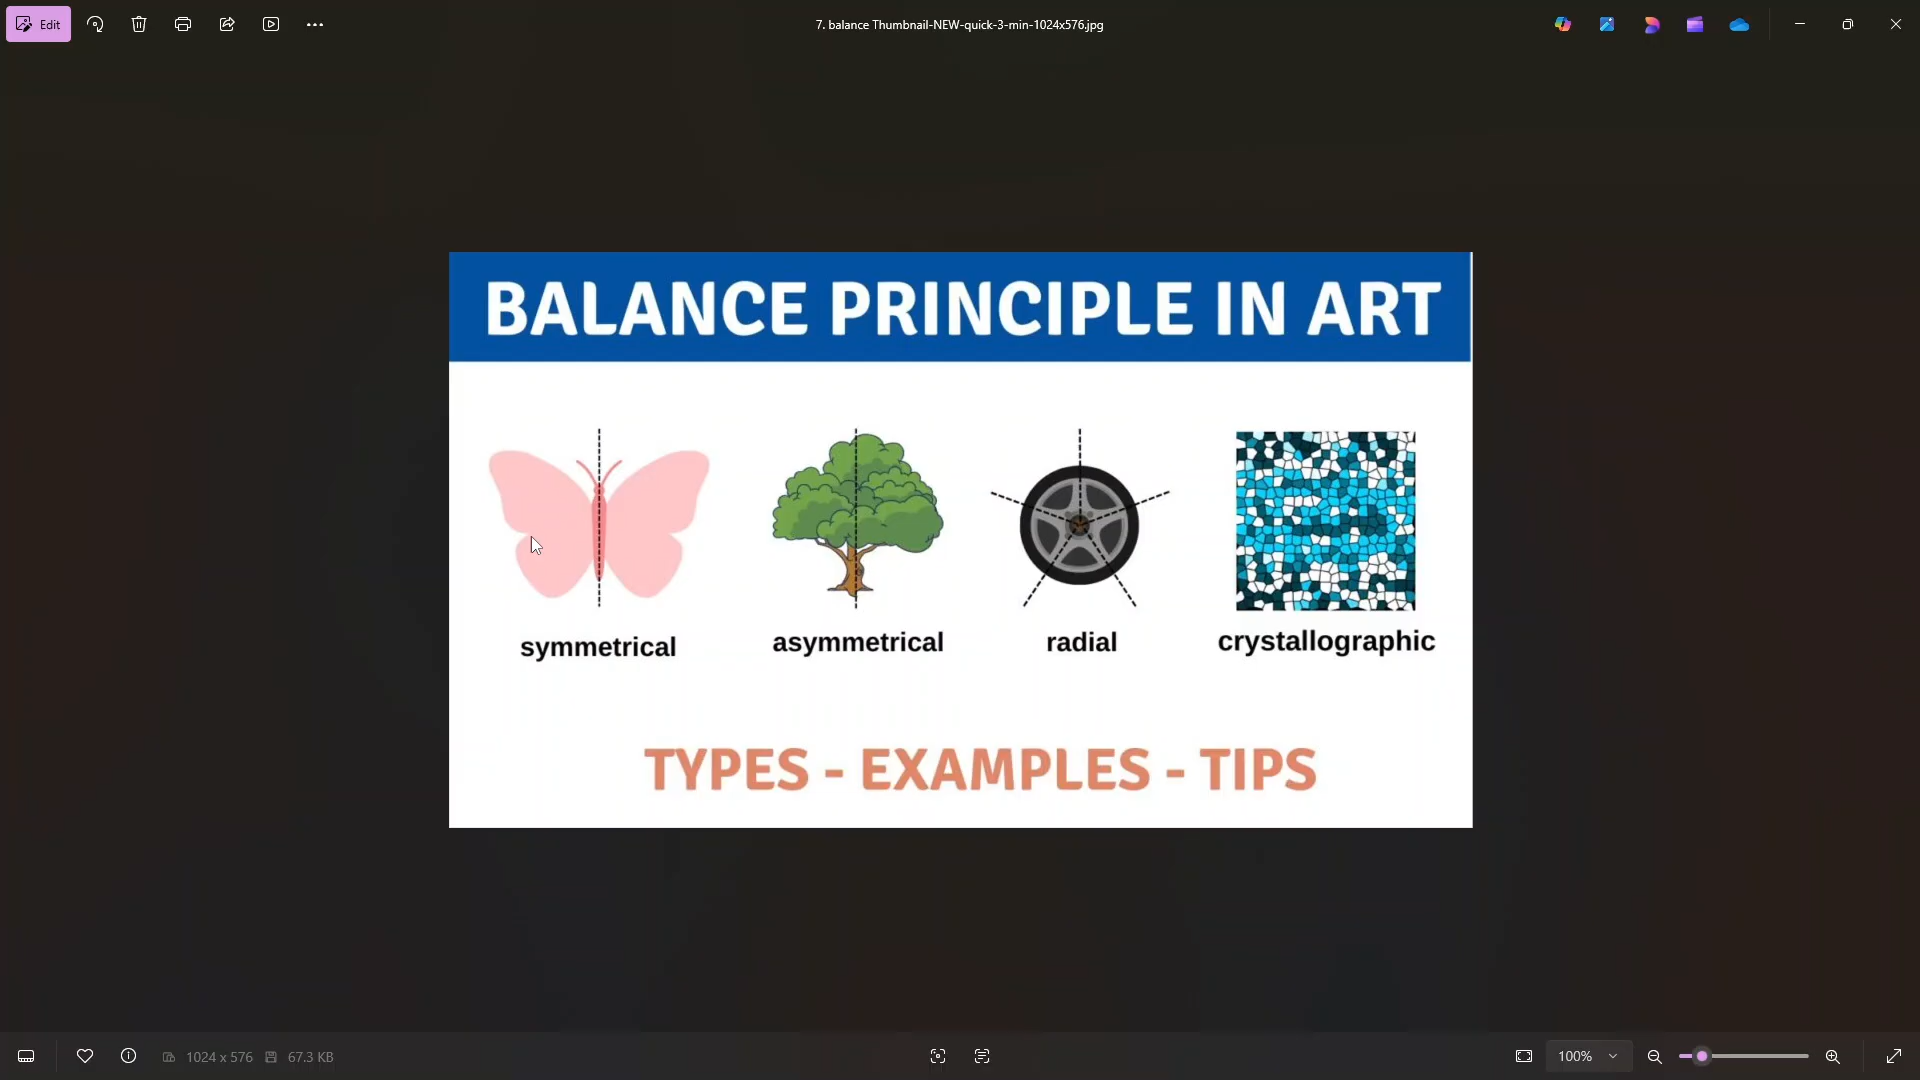 Edit
7. balance Thumbnail-NEW-quick-3-min-1024x576.jpg
BALANCE PRINCIPLE IN ART
symmetrical
asymmetrical
radial
crystallographic
TYPES - EXAMPLES - TIPS
1024 x 576
67.3 KB
100%